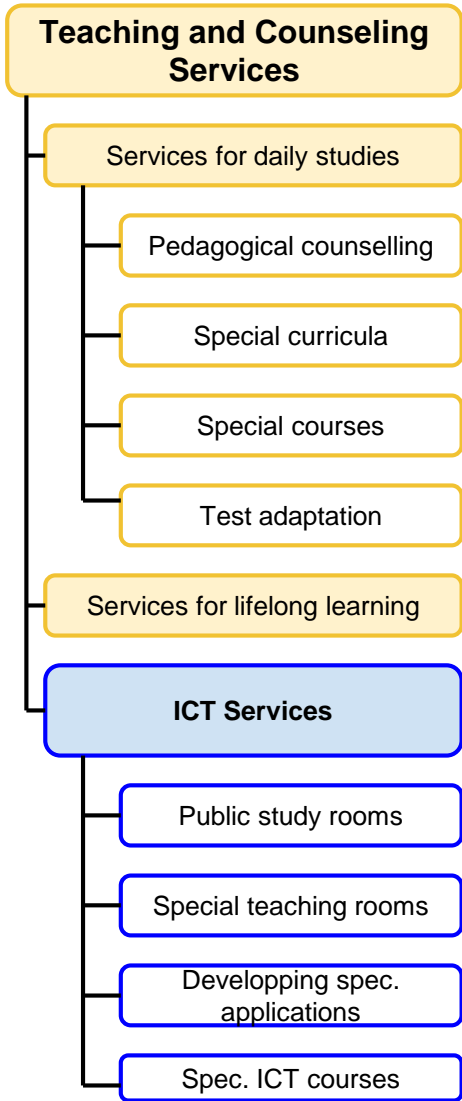 Teaching and Counseling
Services
Services for daily studies
Pedagogical counselling
Special curricula
Special courses
Test adaptation
Services for lifelong learning
ICT Services
Public study rooms
Special teaching rooms
Developping spec.
applications
Spec. ICT courses